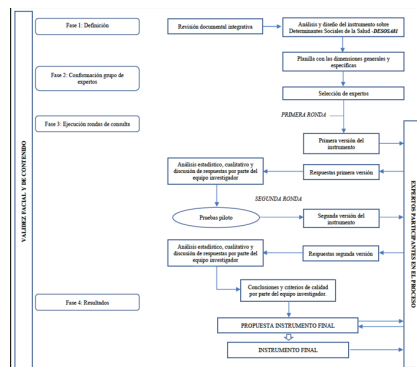 Fase 1: Definición
Revisión documental integrativa
Análisis y diseño del instrumento sobre
Determinantes Sociales de la Salud -DESOSABI
Planilla con las dimensiones generales y
específicas
Fase 2: Conformación grupo de
expertos
Selección de expertos
PRIMERA RONDA
Fase 3: Ejecución rondas de consulta
Primera versión del
instrumento
Análisis estadístico, cualitativo y
discusión de respuestas por parte del
equipo investigador
Respuestas primera versión
SEGUNDA RONDA
Pruebas piloto
Segunda versión del
instrumento
Análisis estadístico, cualitativo y
discusión de respuestas por parte del
equipo investigador
Respuestas segunda versión
Conclusiones y criterios de calidad
por parte del equipo investigador
Fase 4: Resultados
PROPUESTA INSTRUMENTO FINAL
INSTRUMENTO FINAL
VALIDEZ FACIAL Y DE CONTENIDO
EXPERTOS PARTICIPANTES EN EL PROCESO